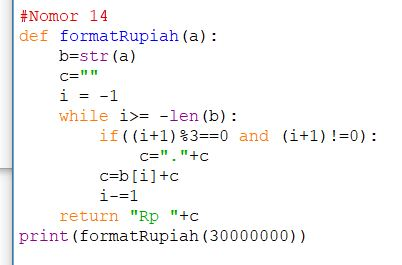 #Nomor 14
def formatRupiah(a):
    b=str(a)
    c=""
    i = -1
    while i>= -len(b):
        if((i+1)%3==0 and (i+1)!=0):
            c="."+c
        c=b[i]+c
        i-=1
    return "Rp "+c
print(formatRupiah(30000000))